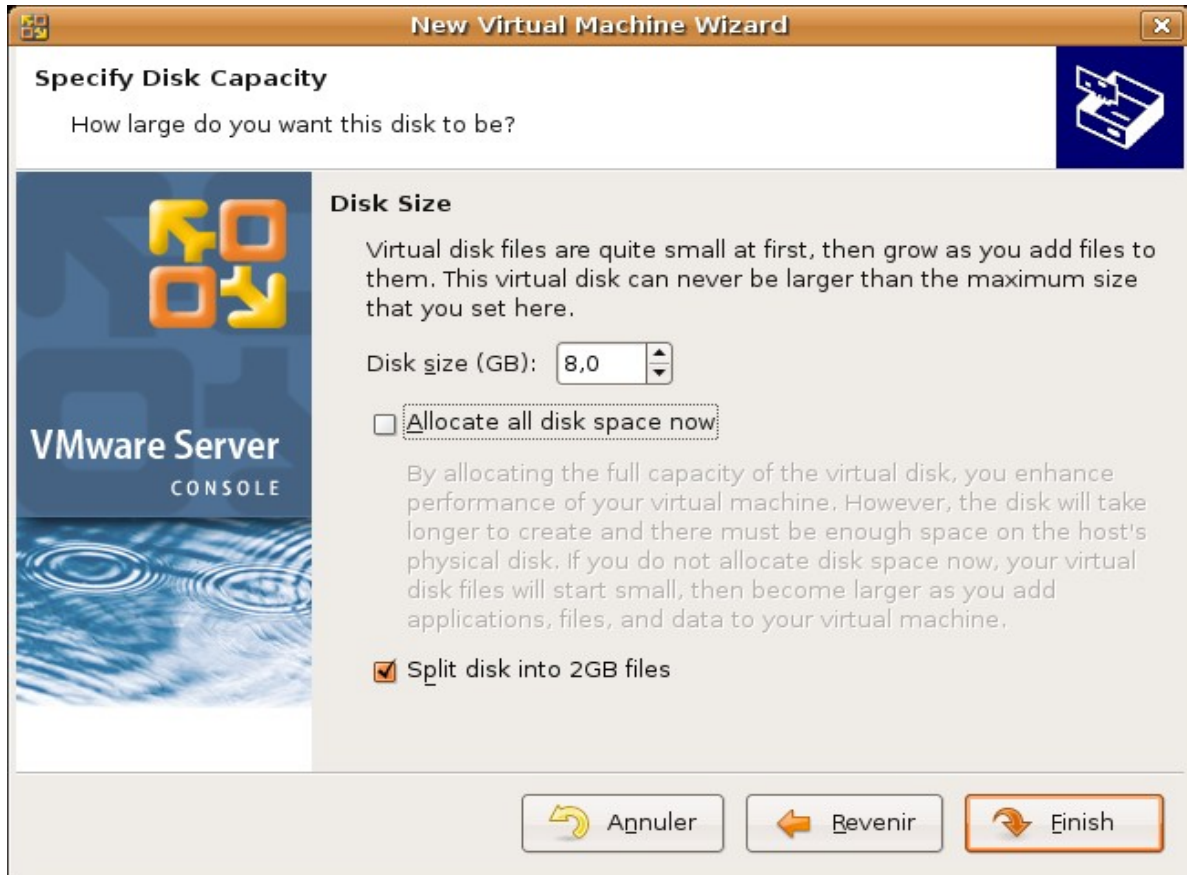 New Virtual Machine Wizard
Specify Disk Capacity
How large do you want this disk to be?
VMware Server
CONSOLE
Disk Size
Virtual disk files are quite small at first, then grow as you add files to
them. This virtual disk can never be larger than the maximum size
that you set here.
Disk size (GB): 8,0
Allocate all disk space now
By allocating the full capacity of the virtual disk, you enhance
performance of your virtual machine. However, the disk will take
longer to create and there must be enough space on the host's
physical disk. If you do not allocate disk space now, your virtual
disk files will start small, then become larger as you add
applications, files, and data to your virtual machine.
Split disk into 2GB files
Annuler Revenir Finish